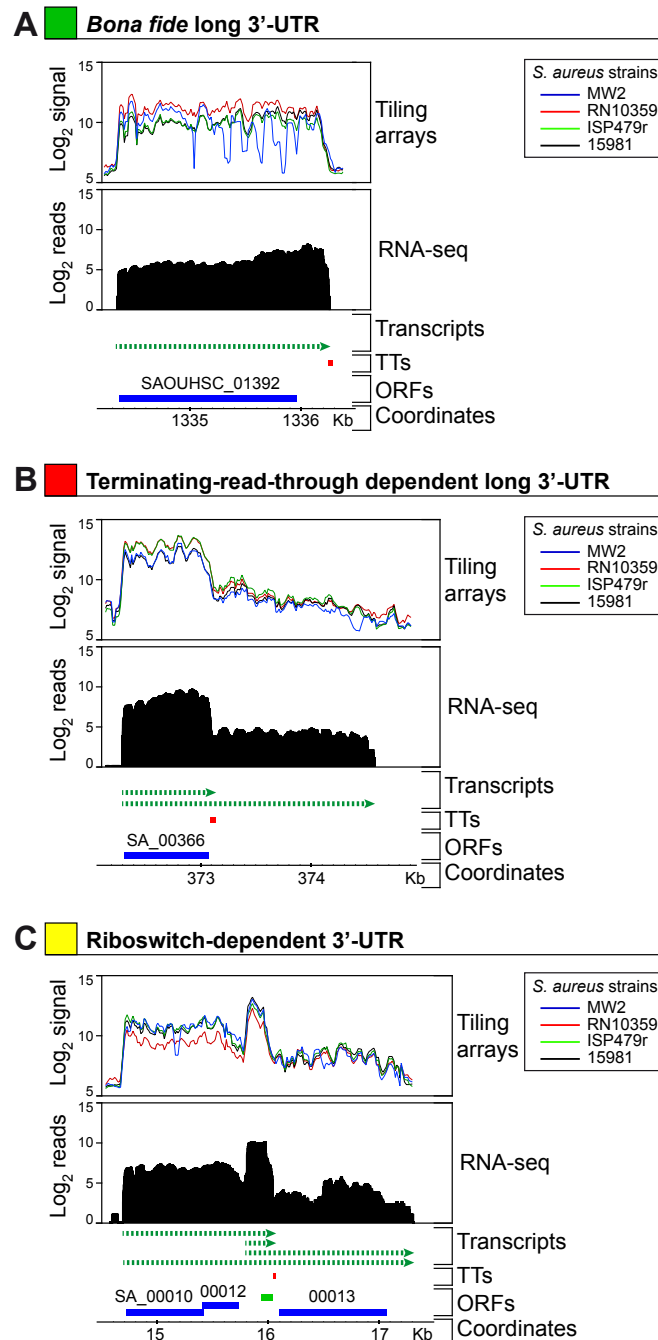 A Bona fide long 3'-UTR
15
10
5
Log2 signal
Tiling
arrays
S. aureus strains
MW2
RN10359
ISP479r
15981
15
10
5
0
Log2 reads
RNA-seq
Transcripts
TTs
SAOUHSC_01392
ORFs
1335 1336 Kb
Coordinates
B Terminating-read-through dependent long 3'-UTR
15
10
5
Log2 signal
Tiling
arrays
S. aureus strains
MW2
RN10359
ISP479r
15981
15
10
5
0
Log2 reads
RNA-seq
Transcripts
TTs
SA_00366
ORFs
373 374 Kb
Coordinates
C Riboswitch-dependent 3'-UTR
15
10
5
Log2 signal
Tiling
arrays
S. aureus strains
MW2
RN10359
ISP479r
15981
15
10
5
0
Log2 reads
RNA-seq
Transcripts
TTs
SA_00010 00012 00013
ORFs
15 16 17 Kb
Coordinates